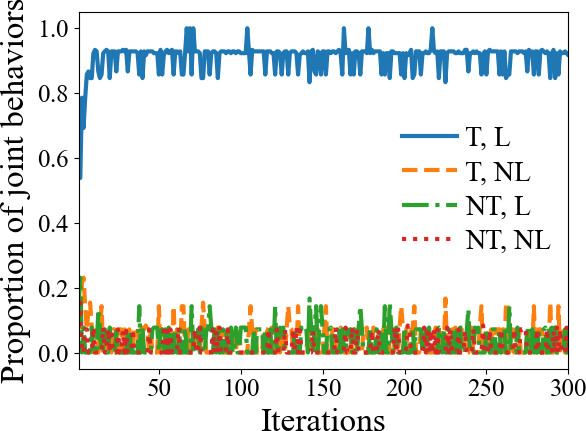 Proportion of joint behaviors
1.0
0.8
0.6
0.4
0.2
0.0
T, L
T, NL
NT, L
NT, NL
50 100 150 200 250 300
Iterations